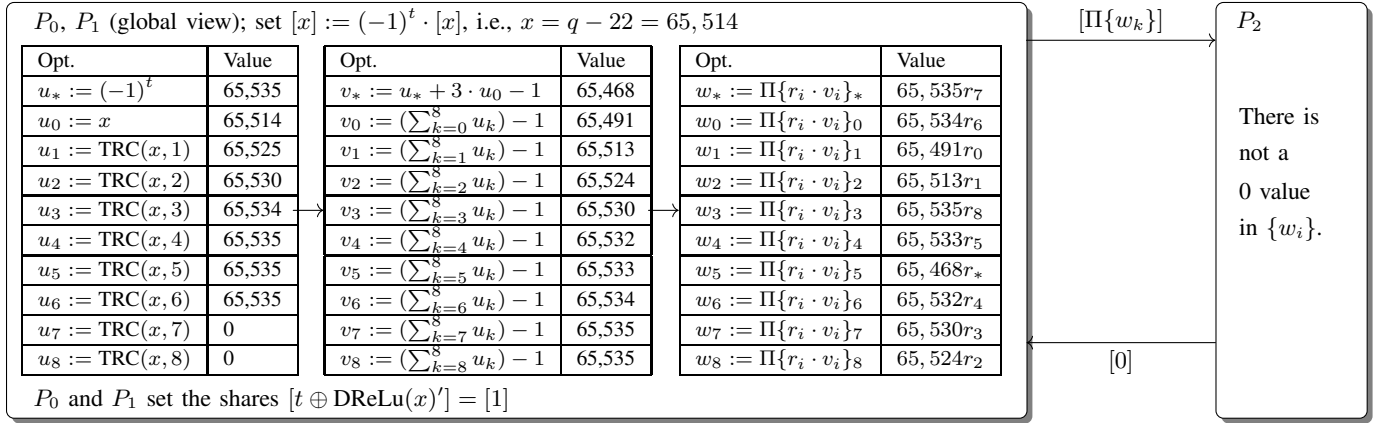 P₀, P₁ (global view); set [x] := (−1)ᵗ · [x], i.e., x = q − 22 = 65,514
Opt. Value
u∗ := (−1)ᵗ 65,535
u₀ := x 65,514
u₁ := TRC(x, 1) 65,525
u₂ := TRC(x, 2) 65,530
u₃ := TRC(x, 3) 65,534
u₄ := TRC(x, 4) 65,535
u₅ := TRC(x, 5) 65,535
u₆ := TRC(x, 6) 65,535
u₇ := TRC(x, 7) 0
u₈ := TRC(x, 8) 0
Opt. Value
v∗ := u∗ + 3 · u₀ − 1 65,468
v₀ := (∑⁸ₖ₌₀ uₖ) − 1 65,491
v₁ := (∑⁸ₖ₌₁ uₖ) − 1 65,513
v₂ := (∑⁸ₖ₌₂ uₖ) − 1 65,524
v₃ := (∑⁸ₖ₌₃ uₖ) − 1 65,530
v₄ := (∑⁸ₖ₌₄ uₖ) − 1 65,532
v₅ := (∑⁸ₖ₌₅ uₖ) − 1 65,533
v₆ := (∑⁸ₖ₌₆ uₖ) − 1 65,534
v₇ := (∑⁸ₖ₌₇ uₖ) − 1 65,535
v₈ := (∑⁸ₖ₌₈ uₖ) − 1 65,535
Opt. Value
w∗ := Π{rᵢ · vᵢ}∗ 65, 535r₇
w₀ := Π{rᵢ · vᵢ}₀ 65, 534r₆
w₁ := Π{rᵢ · vᵢ}₁ 65, 491r₀
w₂ := Π{rᵢ · vᵢ}₂ 65, 513r₁
w₃ := Π{rᵢ · vᵢ}₃ 65, 535r₈
w₄ := Π{rᵢ · vᵢ}₄ 65, 533r₅
w₅ := Π{rᵢ · vᵢ}₅ 65, 468r∗
w₆ := Π{rᵢ · vᵢ}₆ 65, 532r₄
w₇ := Π{rᵢ · vᵢ}₇ 65, 530r₃
w₈ := Π{rᵢ · vᵢ}₈ 65, 524r₂
P₀ and P₁ set the shares [t ⊕ DReLu(x)′] = [1]
[Π{wₖ}]
[0]
P₂
There is
not a
0 value
in {wᵢ}.